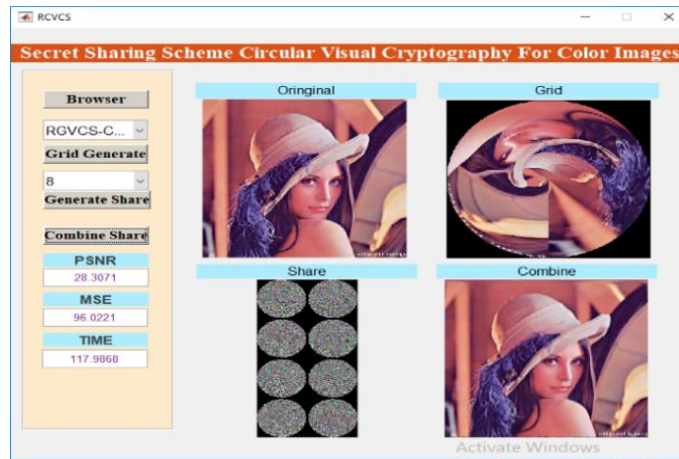 RCVCS
Secret Sharing Scheme Circular Visual Cryptography For Color Images
Browser
RGVCS-C...
Grid Generate
8
Generate Share
Combine Share
PSNR
28.3071
MSE
96.0221
TIME
117.9868
Oringinal
Grid
Share
Combine
Activate Windows